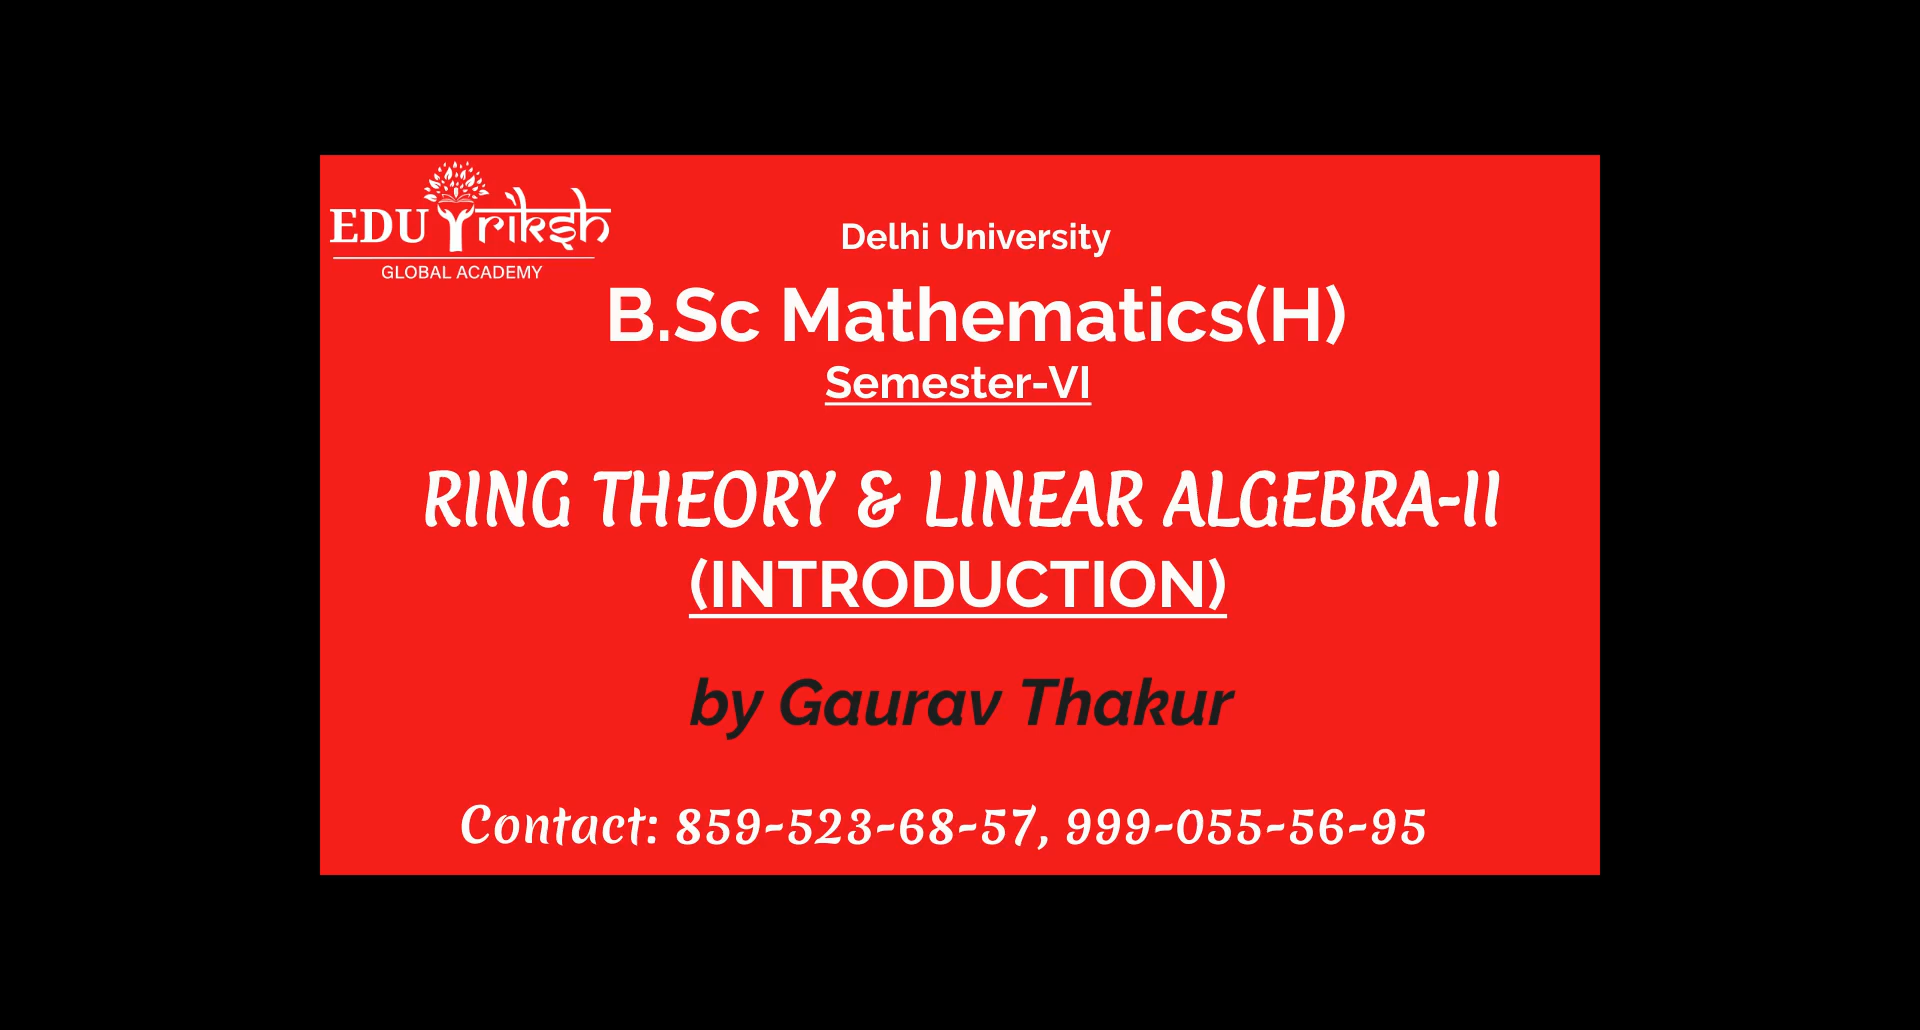 EDU Vriksh
GLOBAL ACADEMY
Delhi University
B.Sc Mathematics(H)
Semester-VI
RING THEORY & LINEAR ALGEBRA-II
(INTRODUCTION)
by Gaurav Thakur
Contact: 859-523-68-57, 999-055-56-95